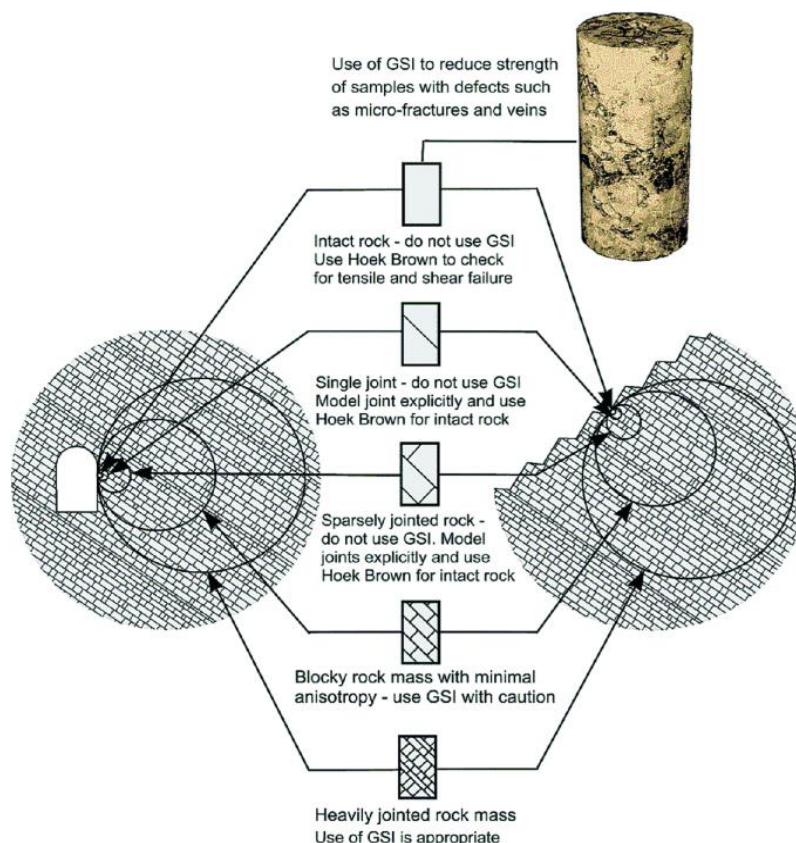 Use of GSI to reduce strength
of samples with defects such
as micro-fractures and veins
Intact rock - do not use GSI
Use Hoek Brown to check
for tensile and shear failure
Single joint - do not use GSI
Model joint explicitly and use
Hoek Brown for intact rock
Sparsely jointed rock -
do not use GSI. Model
joints explicitly and use
Hoek Brown for intact rock
Blocky rock mass with minimal
anisotropy - use GSI with caution
Heavily jointed rock mass
Use of GSI is appropriate